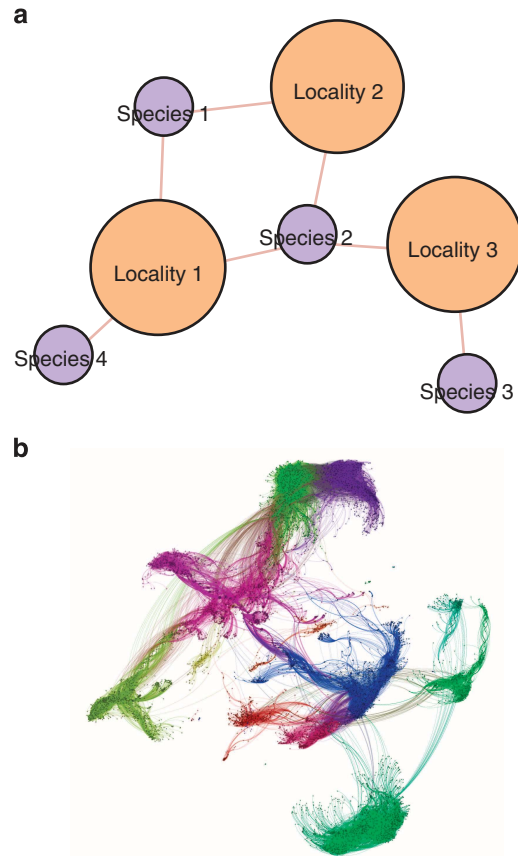 a
Locality 2
Species 1
Species 2
Locality 3
Locality 1
Species 4
Species 3
b